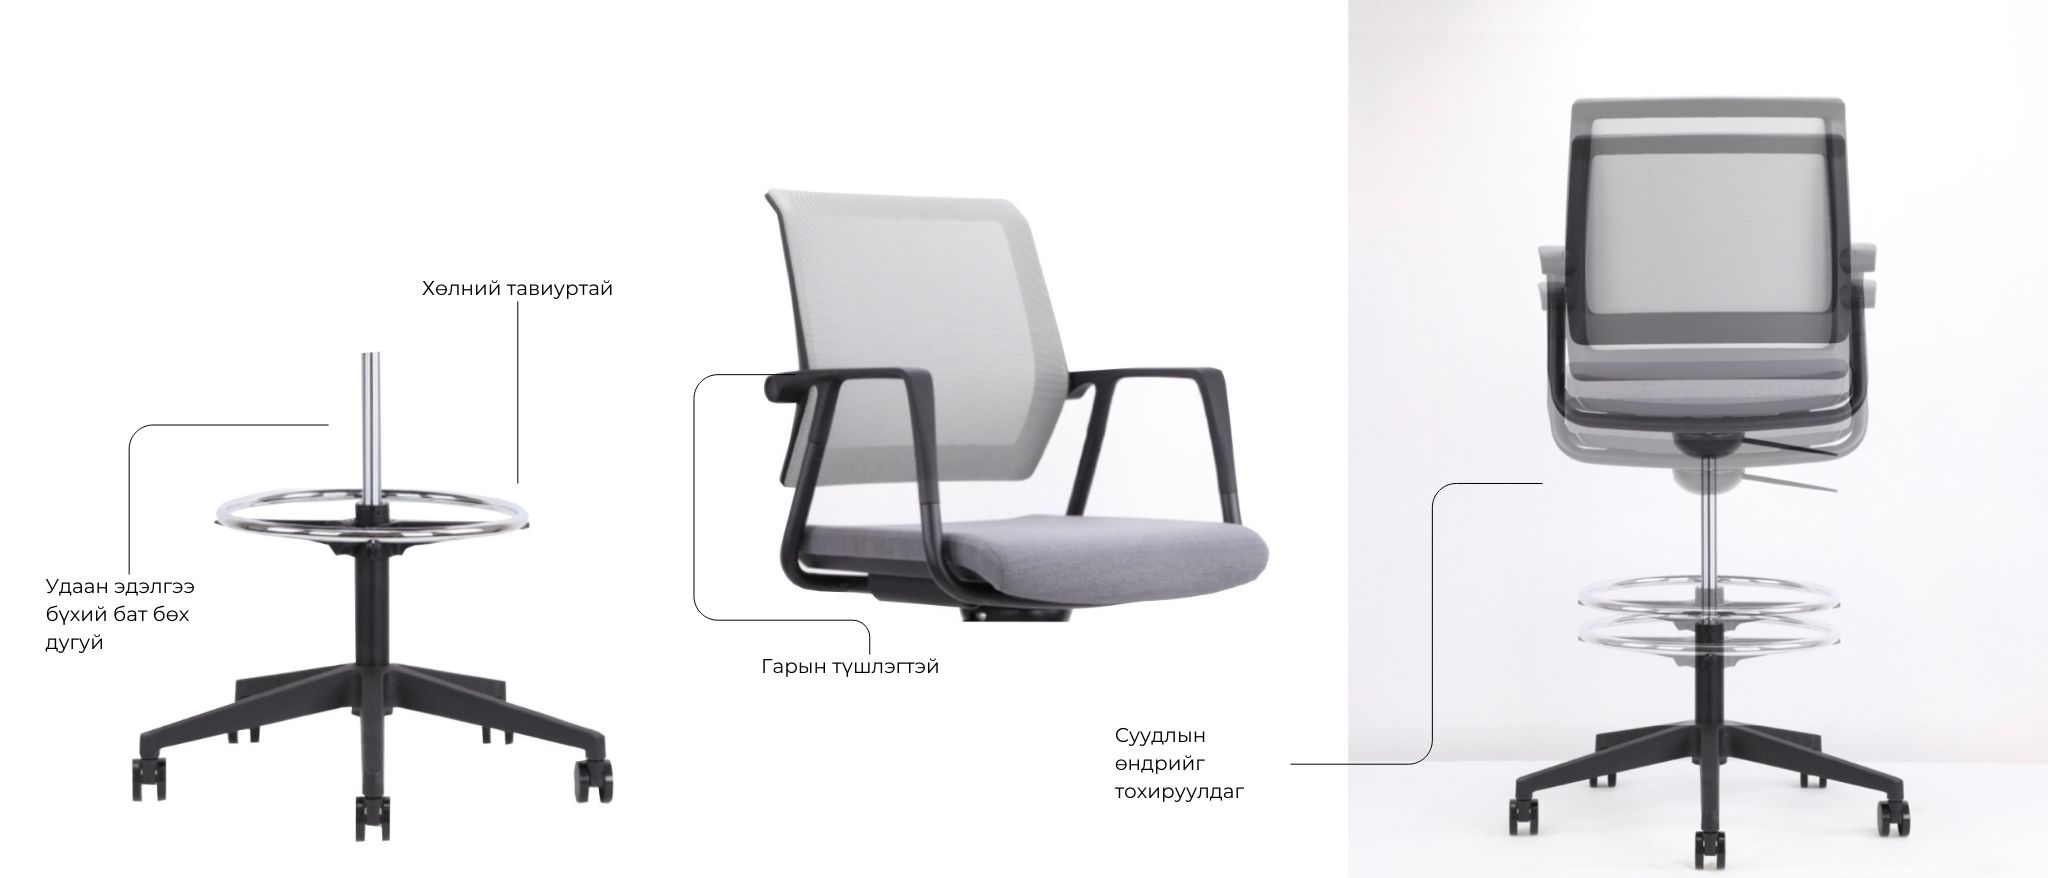 Хөлний тавиуртай
Удаан эдэлгээ
бүхий бат бөх
дугуй
Гарын түшлэгтэй
Суудлын
өндрийг
тохируулдаг